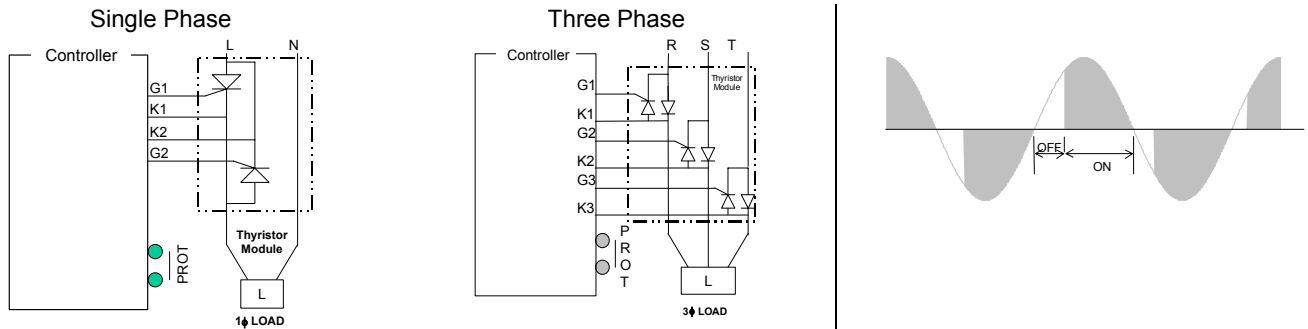 Single Phase
Controller
L N
G1
K1
K2
G2
PROT
Thyristor
Module
L
1ϕ LOAD
Three Phase
Controller
R S T
Thyristor
Module
G1
K1
G2
K2
G3
K3
P
R
O
T
L
3ϕ LOAD
OFF
ON